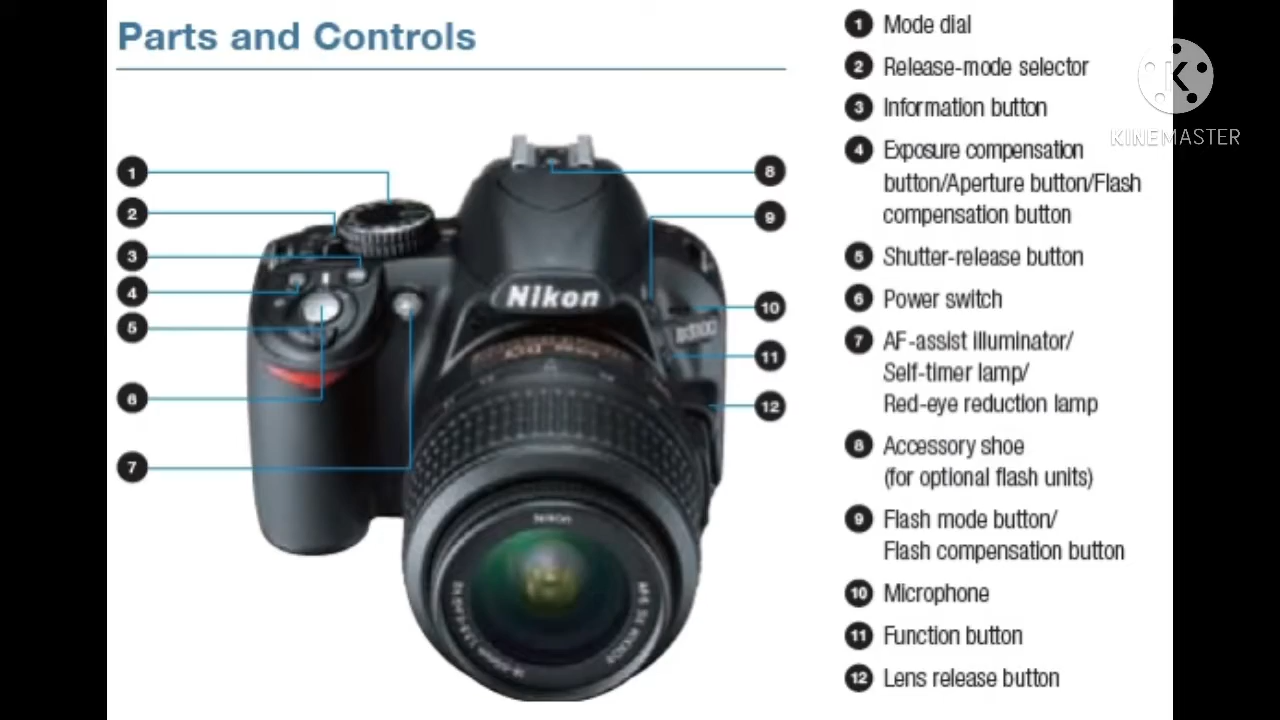 Parts and Controls
1 Mode dial
2 Release-mode selector
3 Information button
4 Exposure compensation
button/Aperture button/Flash
compensation button
5 Shutter-release button
6 Power switch
7 AF-assist illuminator/
Self-timer lamp/
Red-eye reduction lamp
8 Accessory shoe
(for optional flash units)
9 Flash mode button/
Flash compensation button
10 Microphone
11 Function button
12 Lens release button
K
KINEMASTER
1
2
3
4
5
6
7
8
9
10
11
12
Nikon
NIKON